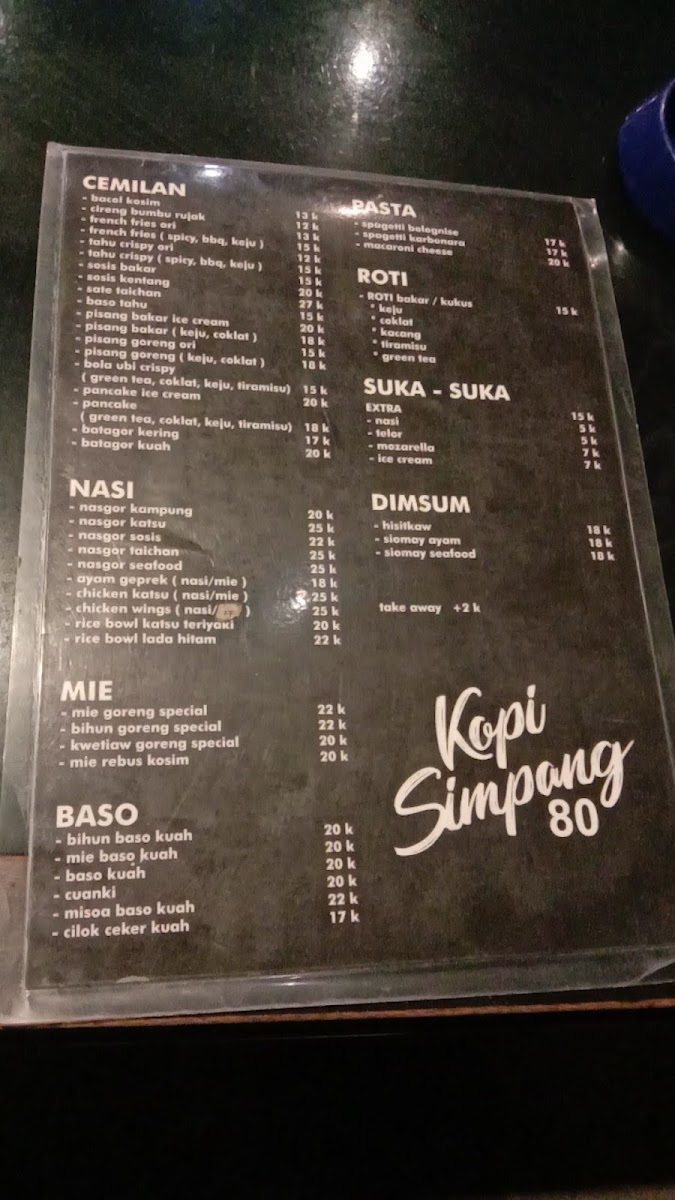 CEMILAN
- bacol kosim 13 k
- cireng bumbu rujak 12 k
- french fries ori 13 k
- french fries ( spicy, bbq, keju ) 15 k
- tahu crispy ori 12 k
- tahu crispy ( spicy, bbq, keju ) 15 k
- sosis bakar 15 k
- sosis kentang 20 k
- sate taichan 27 k
- baso tahu 15 k
- pisang bakar ice cream 20 k
- pisang bakar ( keju, coklat ) 18 k
- pisang goreng ori 15 k
- pisang goreng ( keju, coklat ) 18 k
- bola ubi crispy
( green tea, coklat, keju, tiramisu) 15 k
- pancake ice cream 20 k
- pancake
( green tea, coklat, keju, tiramisu) 18 k
- batagor kering 17 k
- batagor kuah 20 k
NASI
- nasgor kampung 20 k
- nasgor katsu 25 k
- nasgor sosis 22 k
- nasgor taichan 25 k
- nasgor seafood 25 k
- ayam geprek ( nasi/mie ) 18 k
- chicken katsu ( nasi/mie ) 25 k
- chicken wings ( nasi/ ) 25 k
- rice bowl katsu teriyaki 20 k
- rice bowl lada hitam 22 k
MIE
- mie goreng special 22 k
- bihun goreng special 22 k
- kwetiaw goreng special 20 k
- mie rebus kosim 20 k
BASO
- bihun baso kuah 20 k
- mie baso kuah 20 k
- baso kuah 20 k
- cuanki 20 k
- misoa baso kuah 22 k
- cilok ceker kuah 17 k
PASTA
- spagetti bolognise 17 k
- spagetti karbonara 17 k
- macaroni cheese 20 k
ROTI
- ROTI bakar / kukus 15 k
* keju
* coklat
* kacang
* tiramisu
* green tea
SUKA - SUKA
EXTRA 15 k
- nasi 5 k
- telor 5 k
- mozarella 7 k
- ice cream 7 k
DIMSUM
- hisitkaw 18 k
- siomay ayam 18 k
- siomay seafood 18 k
take away +2 k
Kopi
Simpang
80